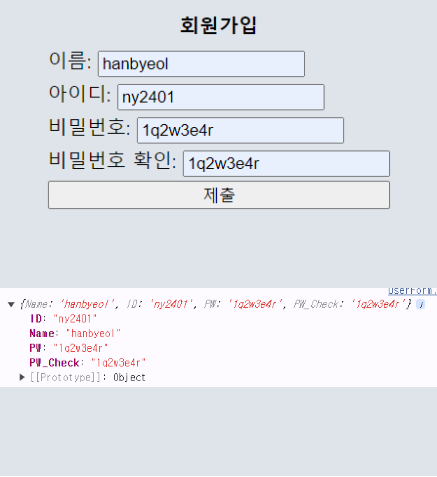 회원가입
이름: hanbyeol
아이디: ny2401
비밀번호: 1q2w3e4r
비밀번호 확인: 1q2w3e4r
제출
userForm.
▼ {Name: 'hanbyeol', ID: 'ny2401', PW: '1q2w3e4r', PW_Check: '1q2w3e4r'} i
ID: "ny2401"
Name: "hanbyeol"
PW: "1q2w3e4r"
PW_Check: "1q2w3e4r"
▶ [[Prototype]]: Object